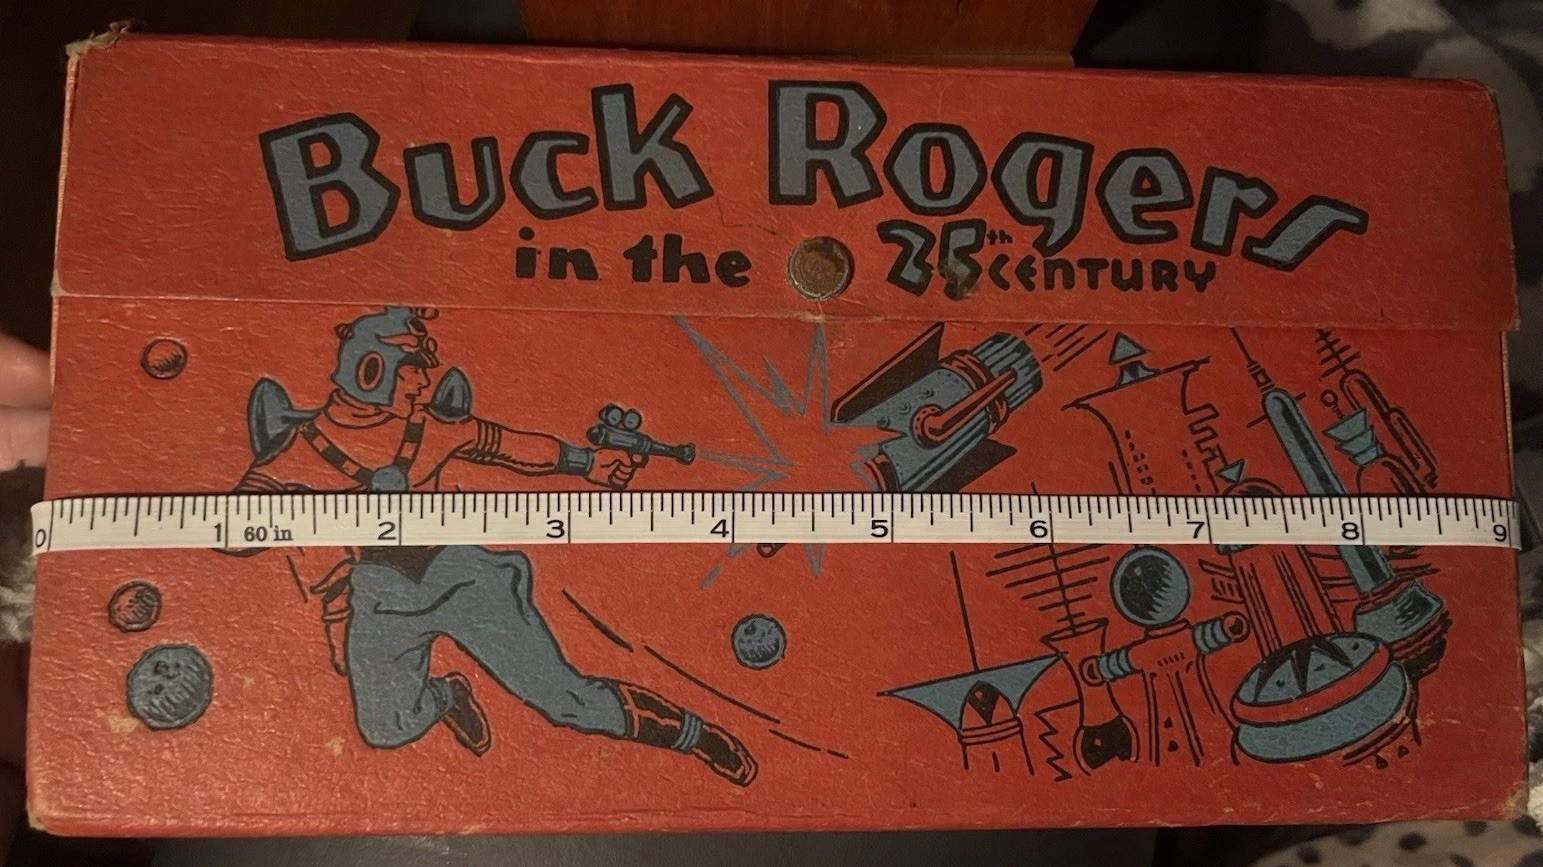 Buck Rogers
in the 25th CENTURY
0 1 60 in 2 3 4 5 6 7 8 9